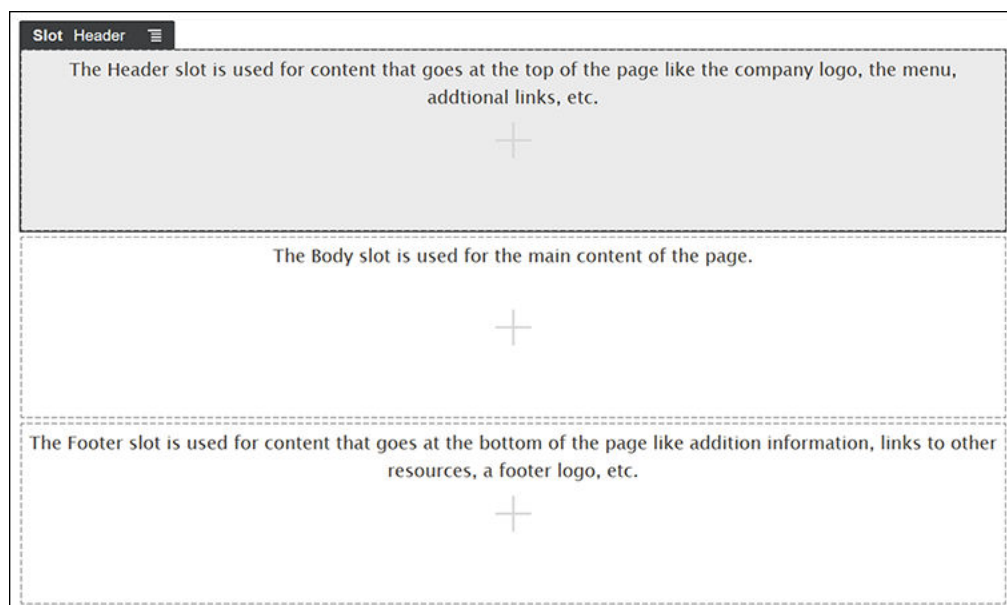 Slot Header
The Header slot is used for content that goes at the top of the page like the company logo, the menu,
addtional links, etc.
The Body slot is used for the main content of the page.
The Footer slot is used for content that goes at the bottom of the page like addition information, links to other
resources, a footer logo, etc.